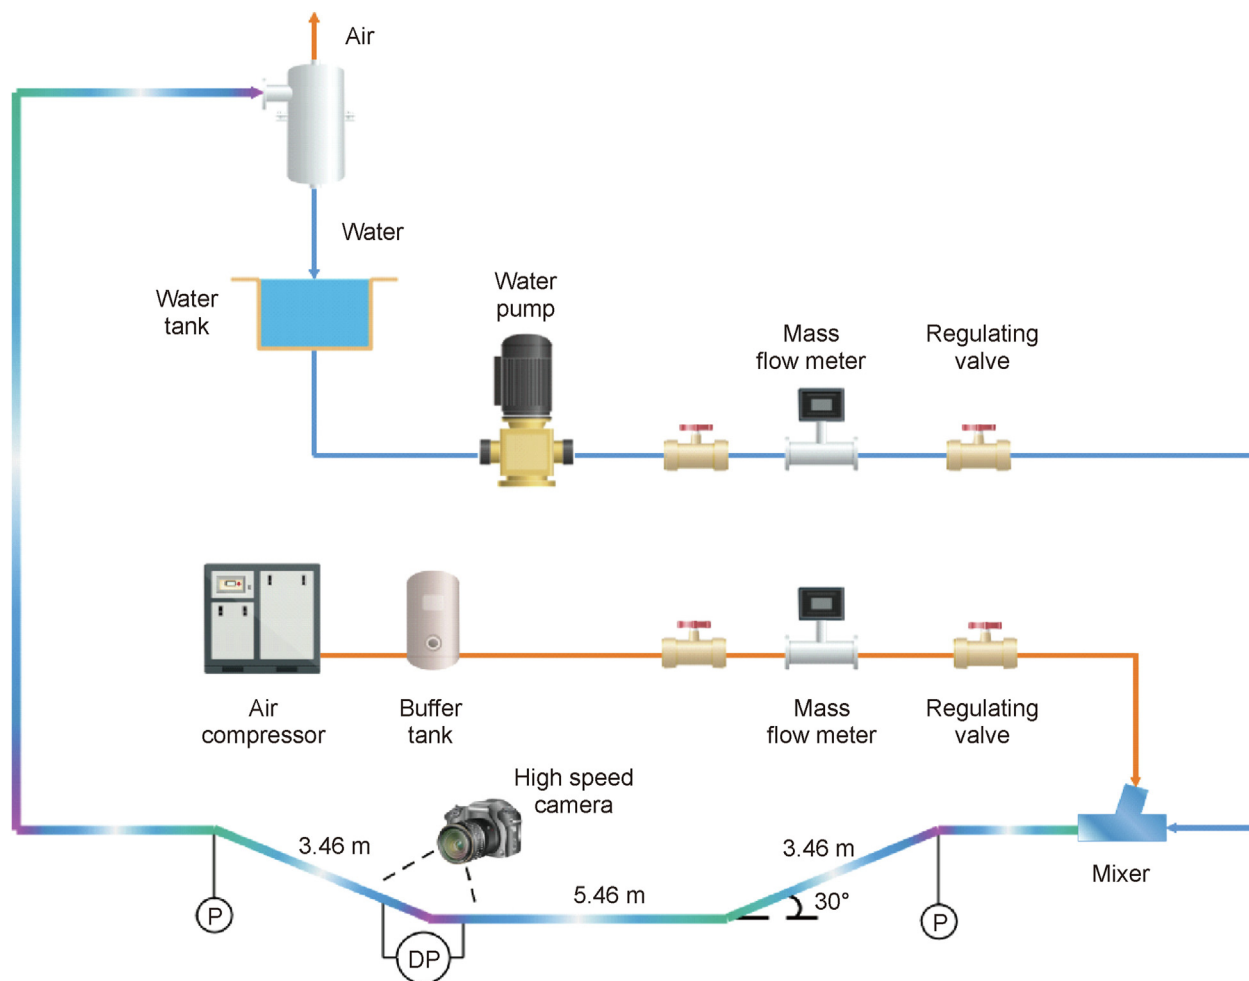 Air
Water
Water
tank
Water
pump
Mass
flow meter
Regulating
valve
Air
compressor
Buffer
tank
Mass
flow meter
Regulating
valve
High speed
camera
3.46 m
5.46 m
3.46 m
30°
Mixer
P
DP
P